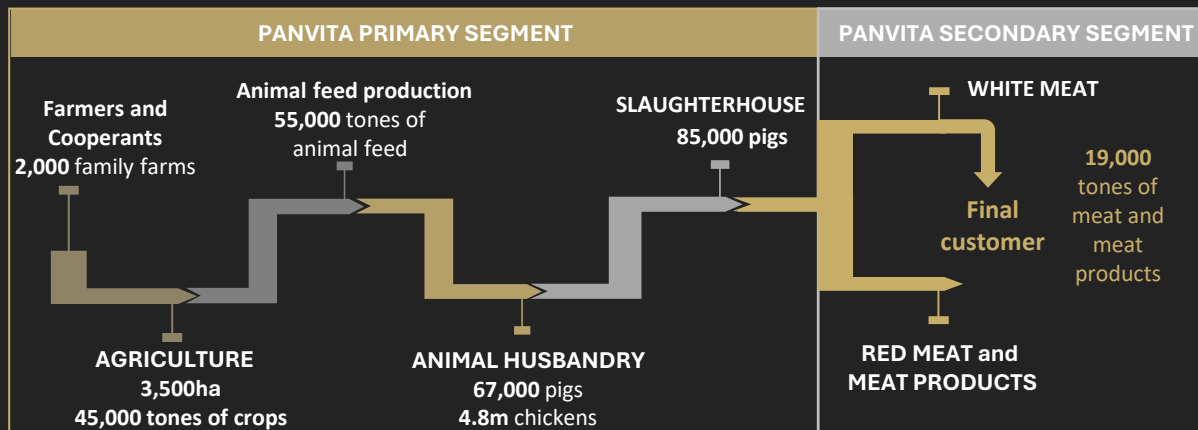 PANVITA PRIMARY SEGMENT
PANVITA SECONDARY SEGMENT
Farmers and
Cooperants
2,000 family farms
Animal feed production
55,000 tones of
animal feed
SLAUGHTERHOUSE
85,000 pigs
WHITE MEAT
Final
customer
19,000
tones of
meat and
meat
products
AGRICULTURE
3,500ha
45,000 tones of crops
ANIMAL HUSBANDRY
67,000 pigs
4.8m chickens
RED MEAT and
MEAT PRODUCTS